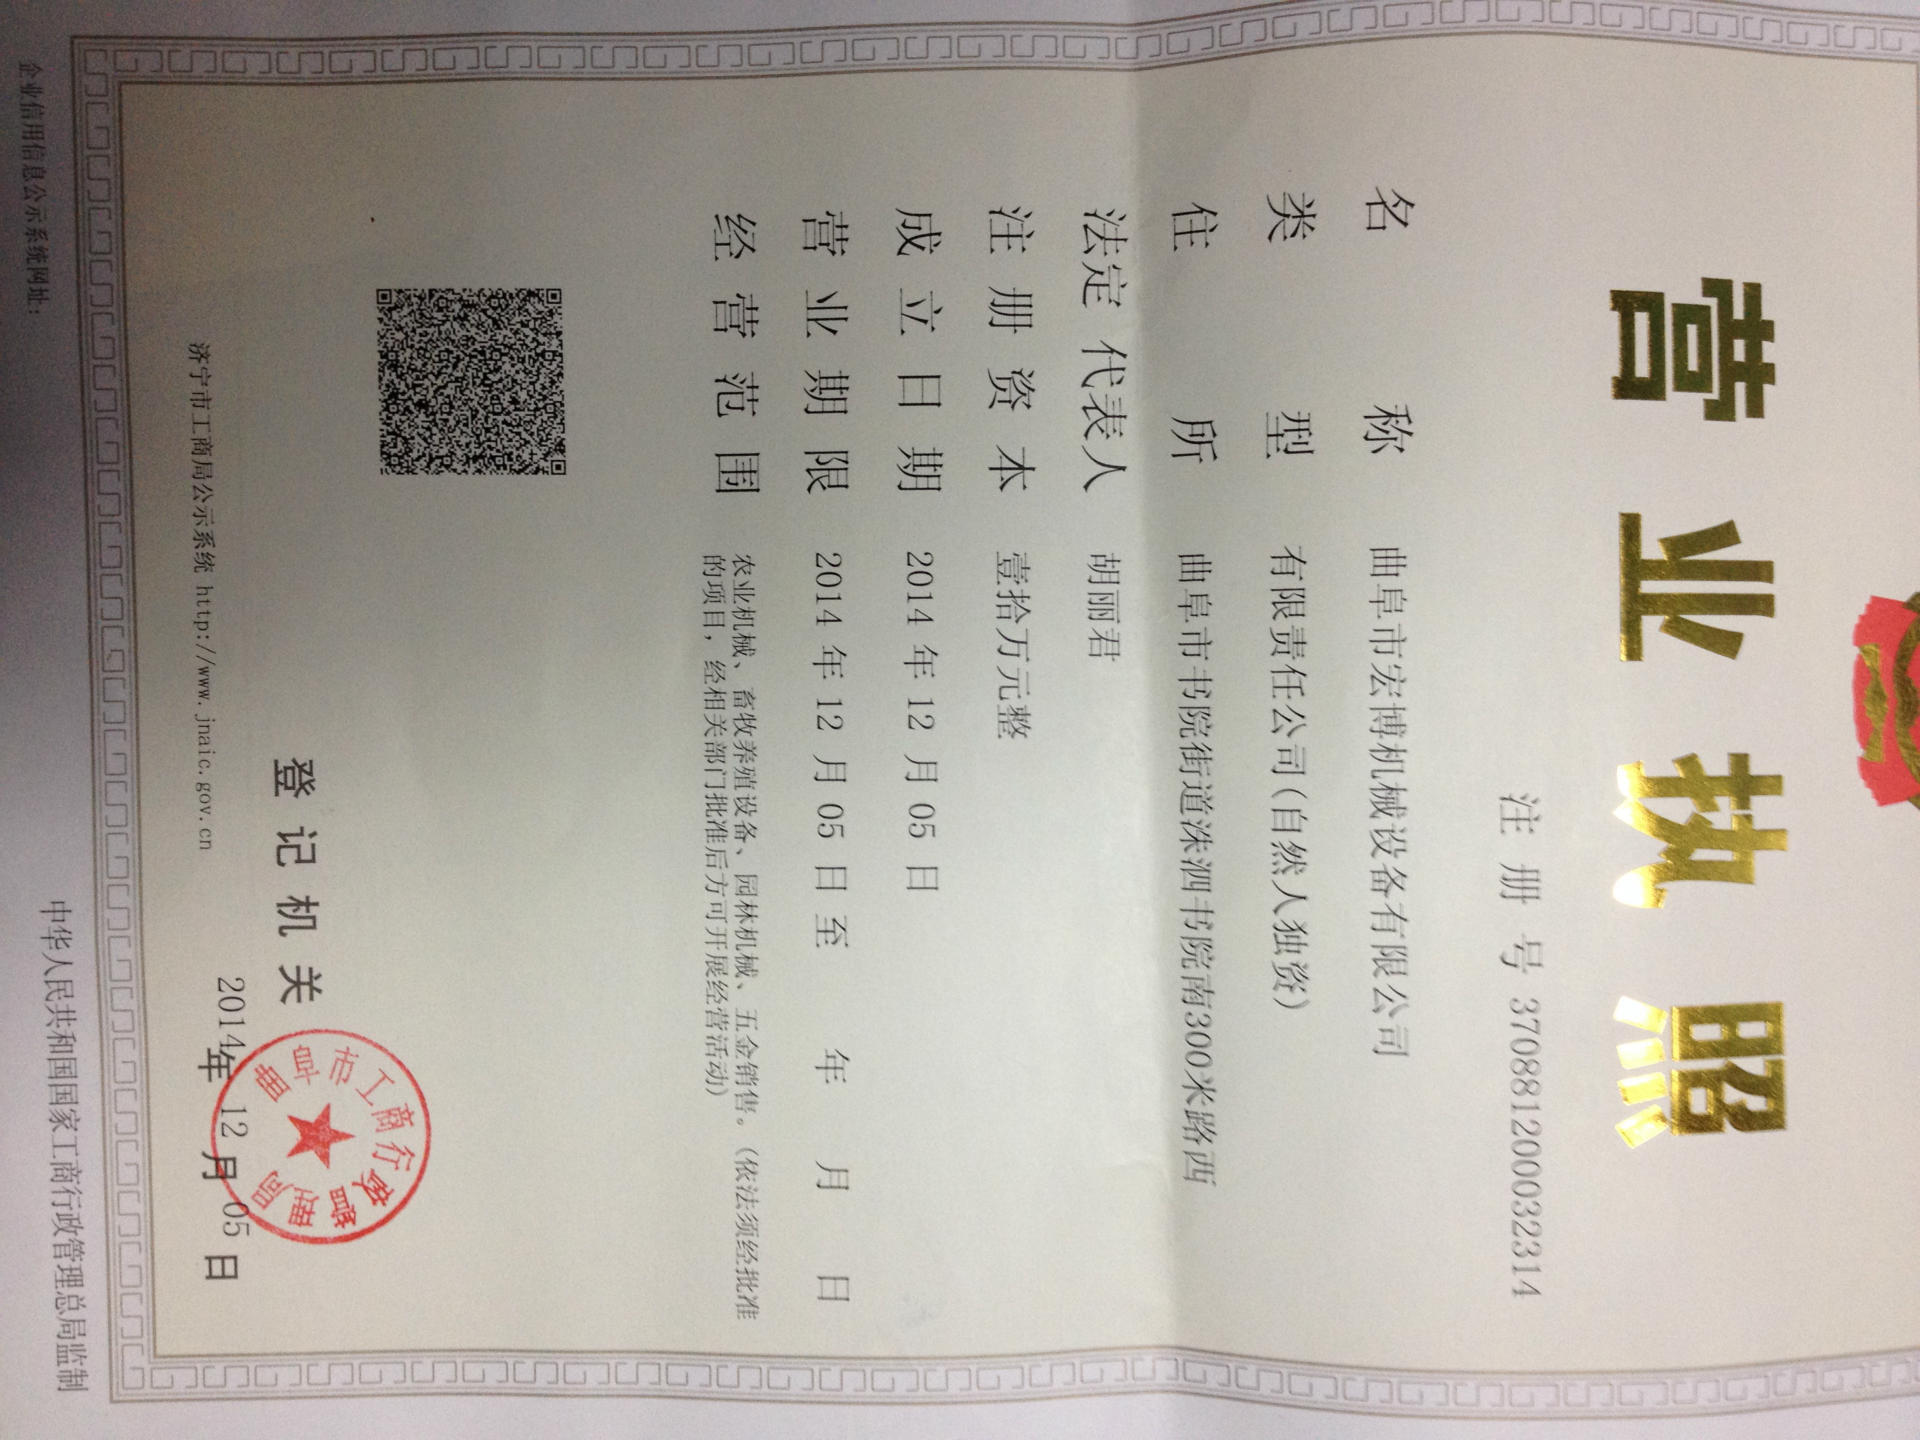 营业执照
注册号 370881200032314
名称 曲阜市宏博机械设备有限公司
类型 有限责任公司(自然人独资)
住所 曲阜市书院街道洙泗书院南300米路西
法定代表人 胡丽君
注册资本 壹拾万元整
成立日期 2014年12月05日
营业期限 2014年12月05日至 年 月 日
经营范围 农业机械、畜牧养殖设备、园林机械、五金销售。(依法须经批准
的项目，经相关部门批准后方可开展经营活动)
登记机关
曲阜市工商行政管理局
2014年 12月 05日
济宁市工商局公示系统 http://www.jnaic.gov.cn
企业信用信息公示系统网址:
中华人民共和国国家工商行政管理总局监制